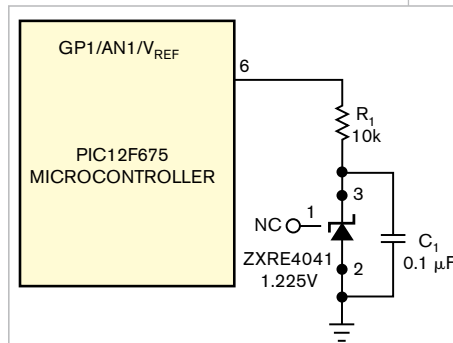 GP1/AN1/VREF
6
R1
10k
PIC12F675
MICROCONTROLLER
3
NC 1
ZXRE4041
1.225V
2
C1
0.1 μF